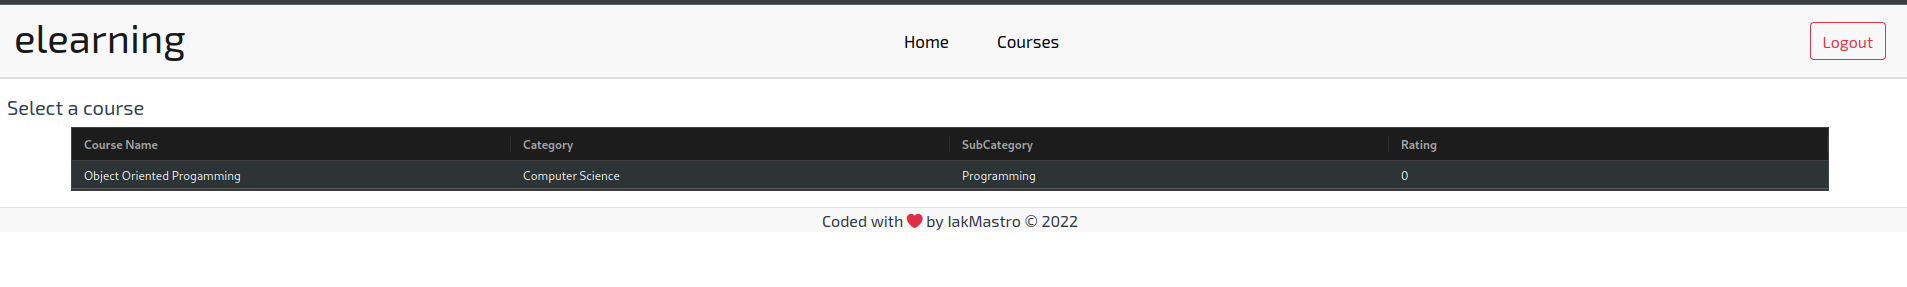 elearning Home Courses Logout
Select a course
Course Name Category SubCategory Rating
Object Oriented Progamming Computer Science Programming 0
Coded with ❤ by IakMastro © 2022